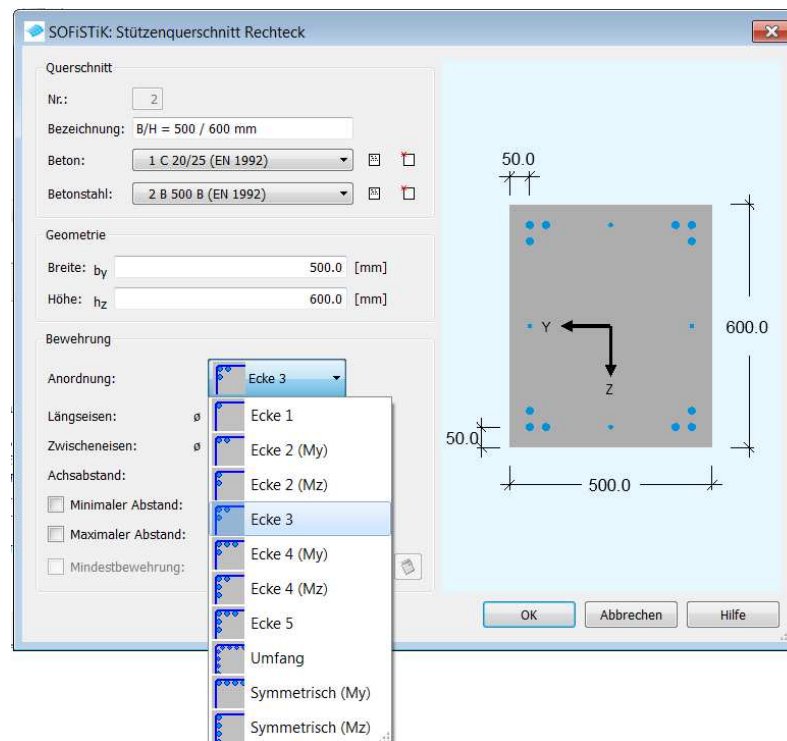 SOFiSTiK: Stützenquerschnitt Rechteck
Querschnitt
Nr.: 2
Bezeichnung: B/H = 500 / 600 mm
Beton: 1 C 20/25 (EN 1992)
Betonstahl: 2 B 500 B (EN 1992)
Geometrie
Breite: by 500.0 [mm]
Höhe: hz 600.0 [mm]
Bewehrung
Anordnung: Ecke 3
Längseisen: ø
Zwischeneisen: ø
Achsabstand:
Minimaler Abstand:
Maximaler Abstand:
Mindestbewehrung:
Ecke 1
Ecke 2 (My)
Ecke 2 (Mz)
Ecke 3
Ecke 4 (My)
Ecke 4 (Mz)
Ecke 5
Umfang
Symmetrisch (My)
Symmetrisch (Mz)
50.0
Y
600.0
Z
50.0
500.0
OK Abbrechen Hilfe